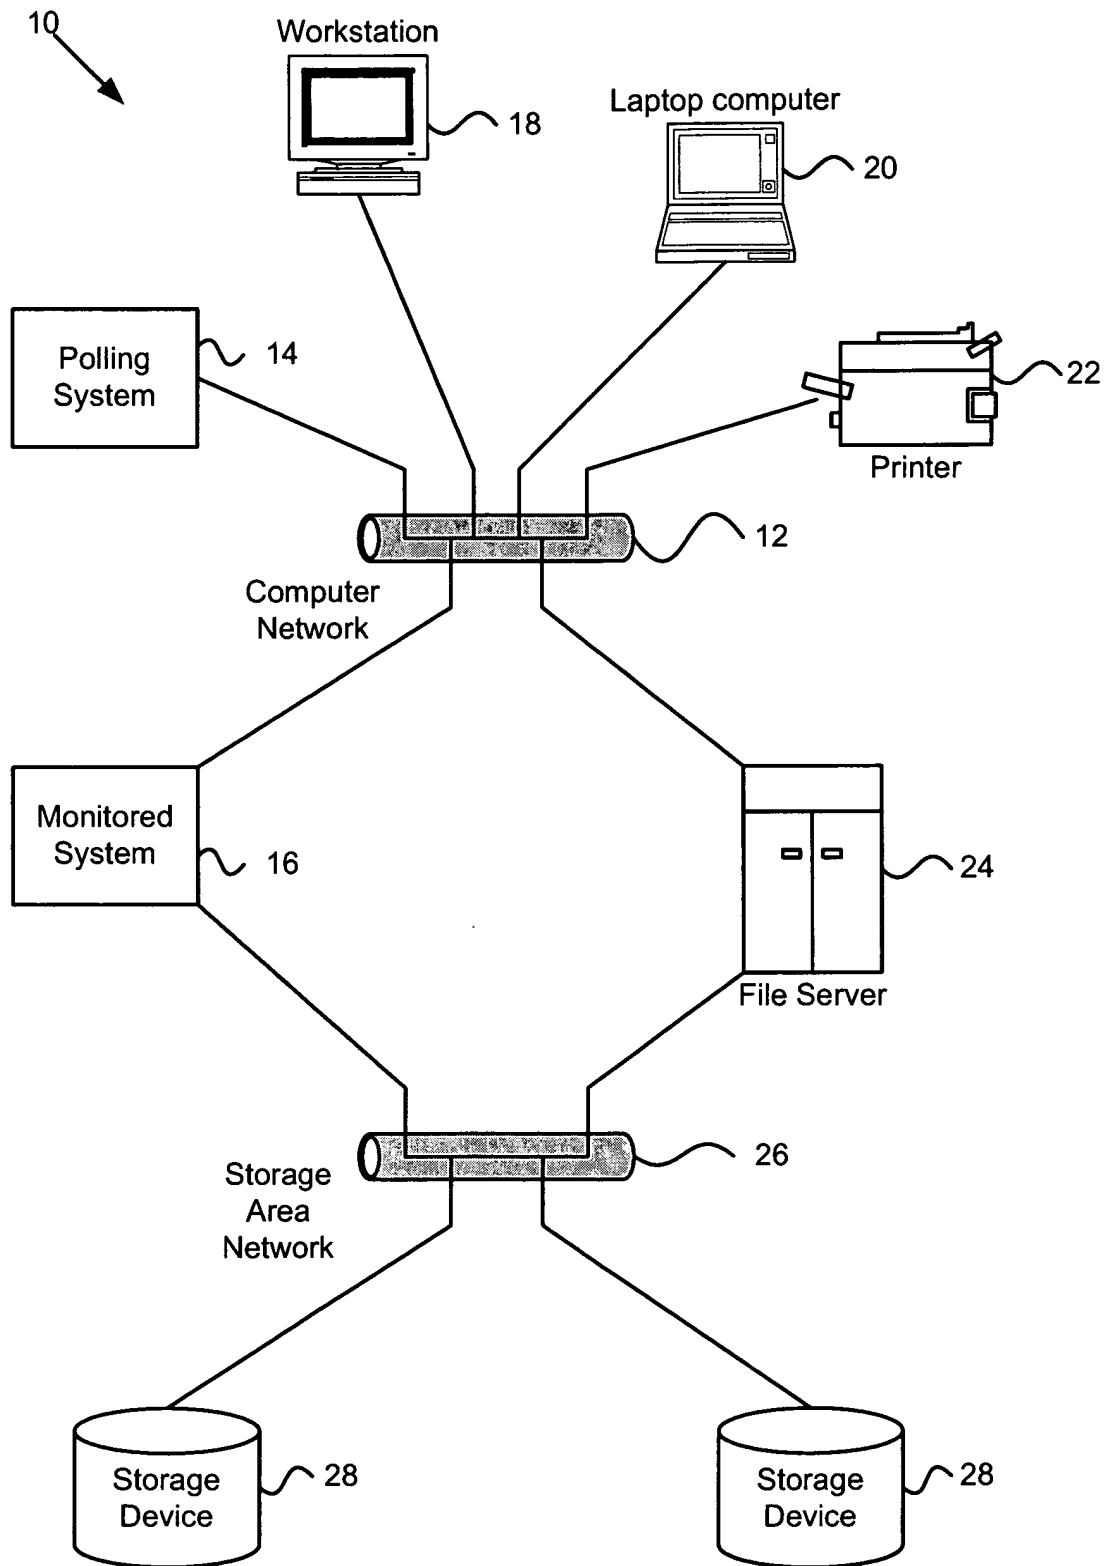 10
Workstation
18
Laptop computer
20
Polling
System
14
22
Printer
12
Computer
Network
Monitored
System
16
24
File Server
26
Storage
Area
Network
Storage
Device
28
Storage
Device
28